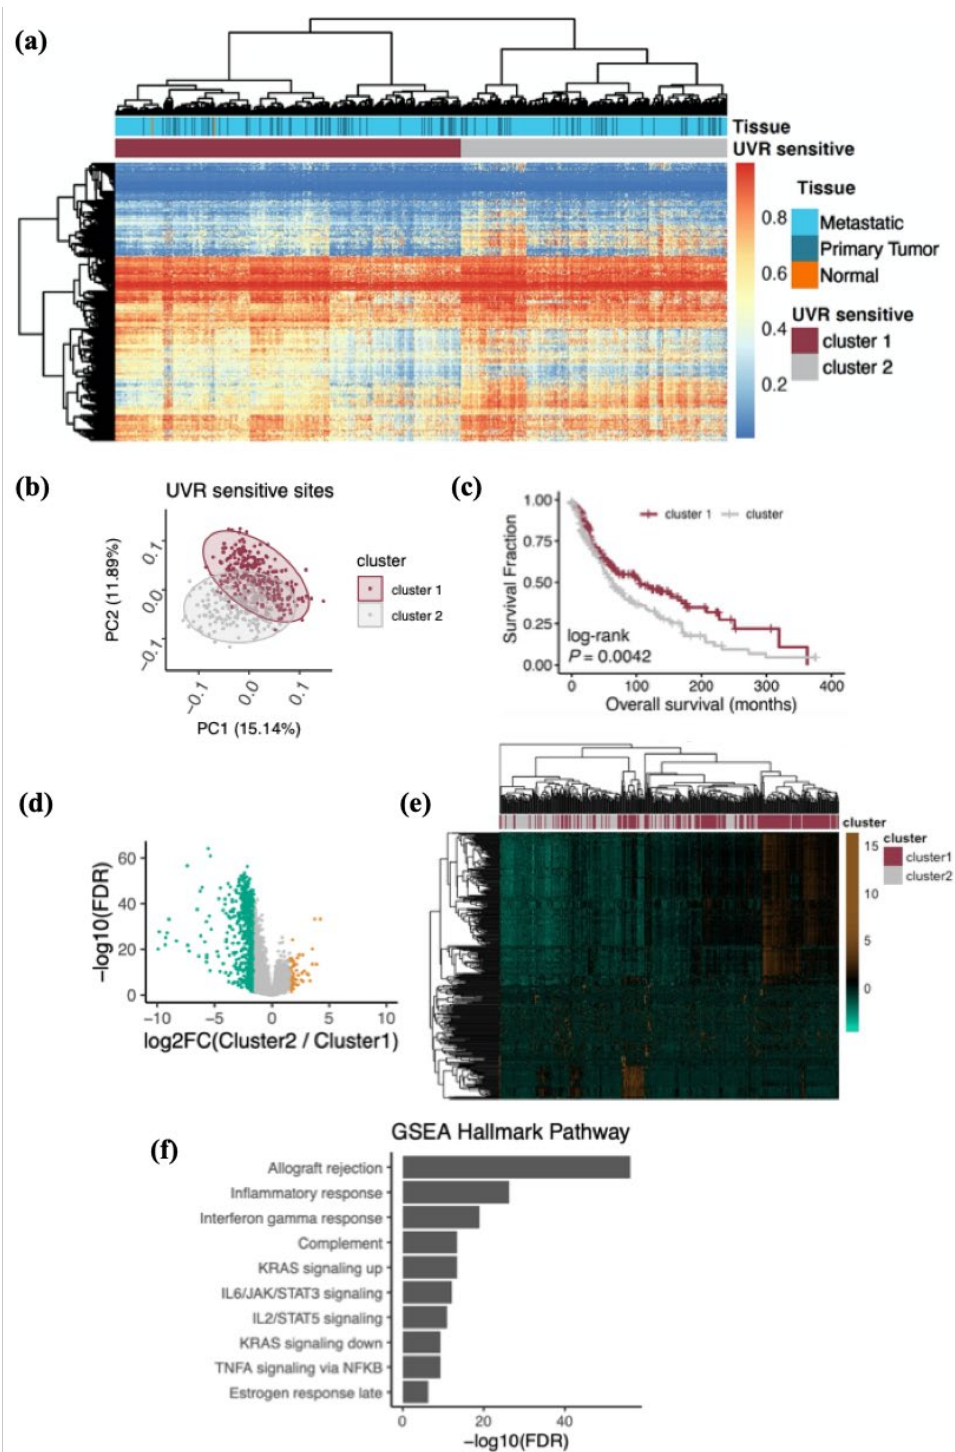 (a)
Tissue
UVR sensitive
0.8
0.6
0.4
0.2
Tissue
Metastatic
Primary Tumor
Normal
UVR sensitive
cluster 1
cluster 2
(b)
UVR sensitive sites
PC2 (11.89%)
0.1
0.0
−0.1
−0.1
0.0
0.1
PC1 (15.14%)
cluster
cluster 1
cluster 2
(c)
Survival Fraction
1.00
0.75
0.50
0.25
0.00
cluster 1 cluster
log-rank
P = 0.0042
0 100 200 300 400
Overall survival (months)
(d)
−log10(FDR)
60
40
20
0
−10 −5 0 5 10
log2FC(Cluster2 / Cluster1)
(e)
cluster
15
10
5
0
cluster
cluster1
cluster2
(f)
GSEA Hallmark Pathway
Allograft rejection
Inflammatory response
Interferon gamma response
Complement
KRAS signaling up
IL6/JAK/STAT3 signaling
IL2/STAT5 signaling
KRAS signaling down
TNFA signaling via NFKB
Estrogen response late
0 20 40
−log10(FDR)